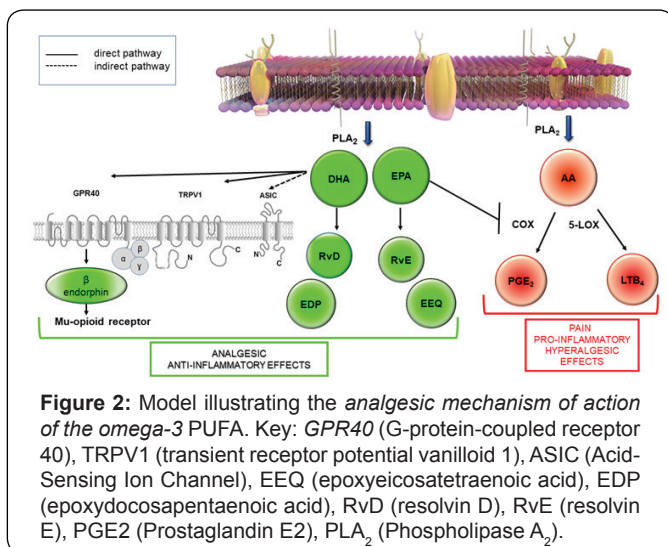 direct pathway
indirect pathway
PLA₂
PLA₂
GPR40
TRPV1
ASIC
DHA
EPA
AA
COX
5-LOX
α
β
γ
N
C
N
C
β
endorphin
Mu-opioid receptor
RvD
RvE
EDP
EEQ
PGE₂
LTB₄
ANALGESIC
ANTI-INFLAMMATORY EFFECTS
PAIN
PRO-INFLAMMATORY
HYPERALGESIC
EFFECTS
Figure 2: Model illustrating the analgesic mechanism of action
of the omega-3 PUFA. Key: GPR40 (G-protein-coupled receptor
40), TRPV1 (transient receptor potential vanilloid 1), ASIC (Acid-
Sensing Ion Channel), EEQ (epoxyeicosatetraenoic acid), EDP
(epoxydocosapentaenoic acid), RvD (resolvin D), RvE (resolvin
E), PGE2 (Prostaglandin E2), PLA₂ (Phospholipase A₂).